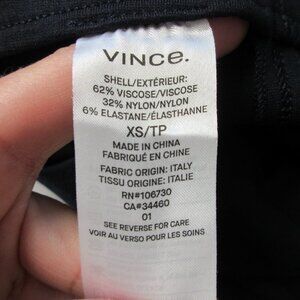 VINCE.
SHELL/EXTÉRIEUR:
62% VISCOSE/VISCOSE
32% NYLON/NYLON
6% ELASTANE/ÉLASTHANNE
XS/TP
MADE IN CHINA
FABRIQUÉ EN CHINE
FABRIC ORIGIN: ITALY
TISSU ORIGINE: ITALIE
RN#106730
CA#34460
01
SEE REVERSE FOR CARE
VOIR AU VERSO POUR LES SOINS